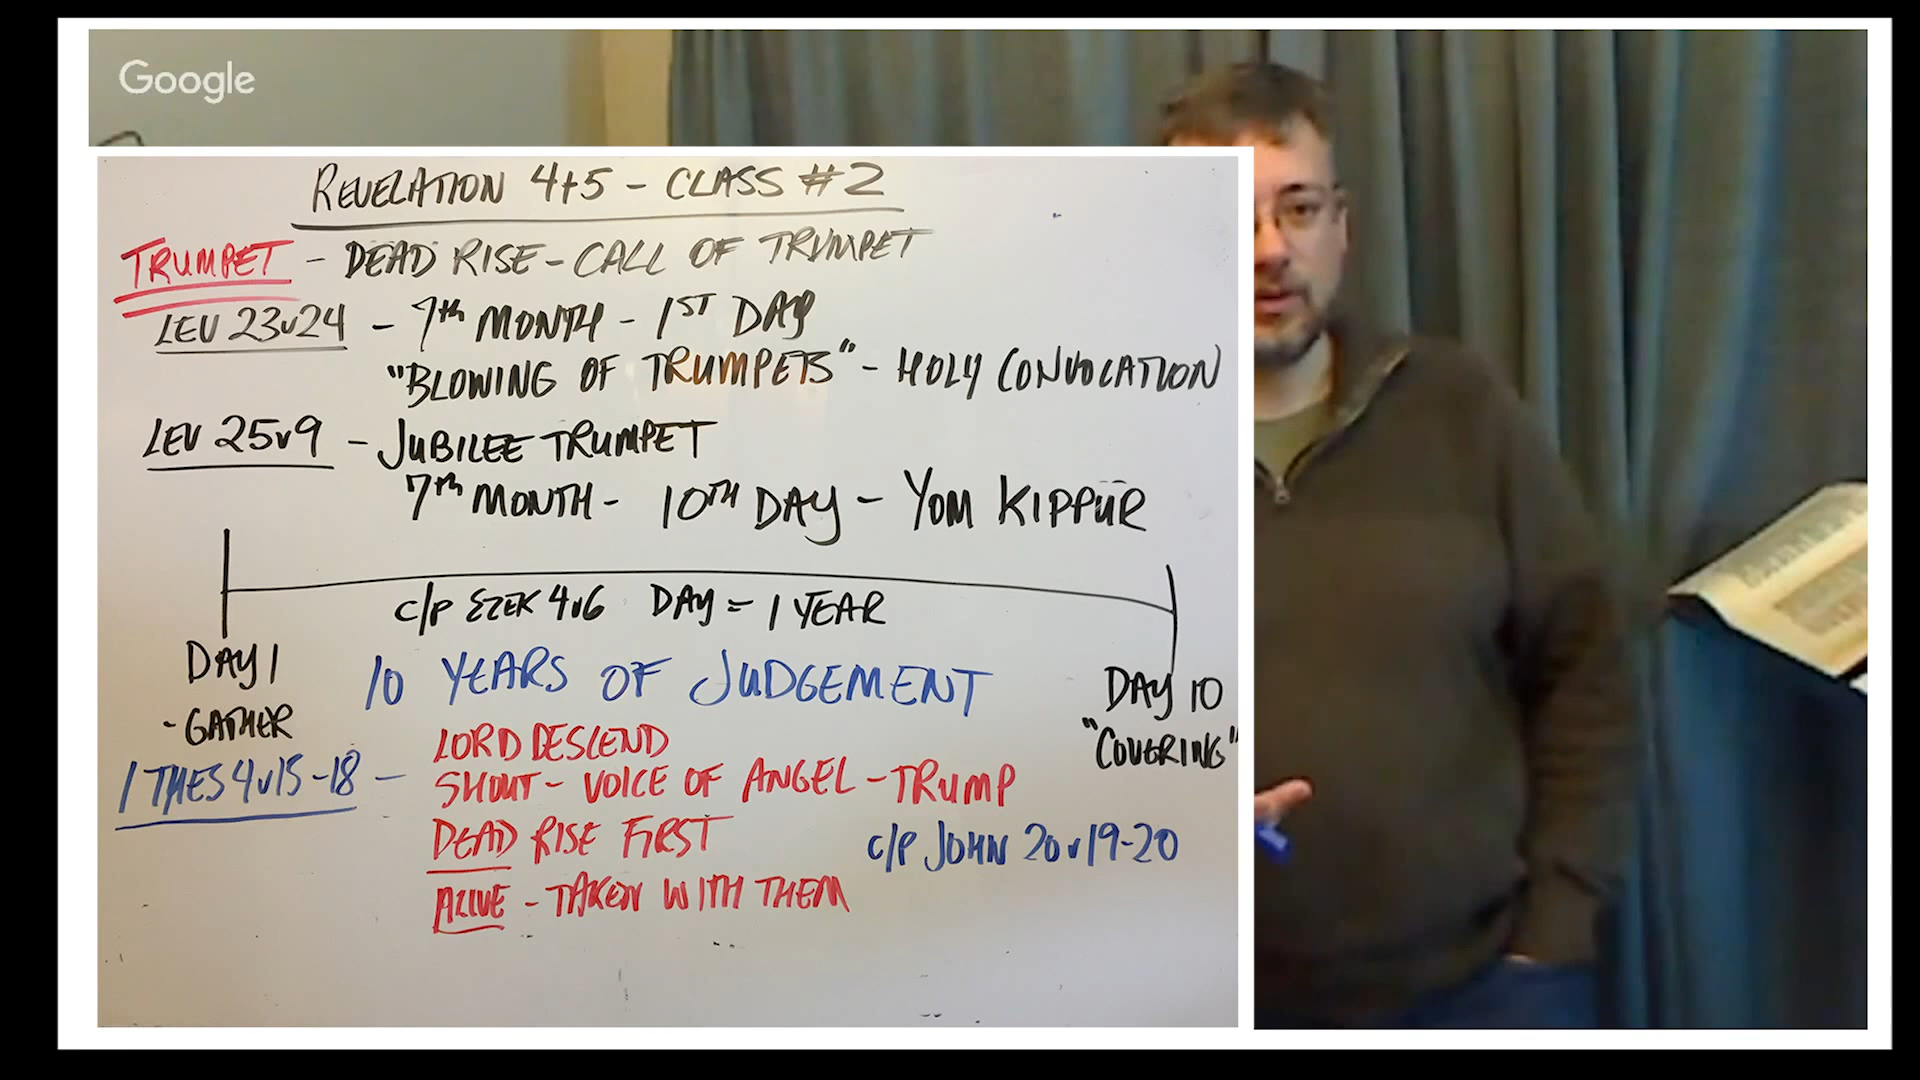 Google
REVELATION 4+5 - CLASS #2
TRUMPET - DEAD RISE - CALL OF TRUMPET
LEV 23v24 - 7th MONTH - 1ST DAY
"BLOWING OF TRUMPETS" - HOLY CONVOCATION
LEV 25v9 - JUBILEE TRUMPET
7th MONTH - 10TH DAY - YOM KIPPUR
c/p EZEK 4v6 DAY = 1 YEAR
DAY 1
- GATHER
10 YEARS OF JUDGEMENT
DAY 10
"COVERING"
1 THES 4v15-18 - LORD DESCEND
SHOUT - VOICE OF ANGEL - TRUMP
DEAD RISE FIRST
c/p JOHN 20v19-20
ALIVE - TAKEN WITH THEM